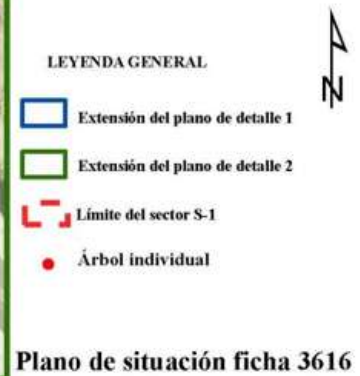 N
LEYENDA GENERAL
Extensión del plano de detalle 1
Extensión del plano de detalle 2
Límite del sector S-1
Árbol individual
Plano de situación ficha 3616